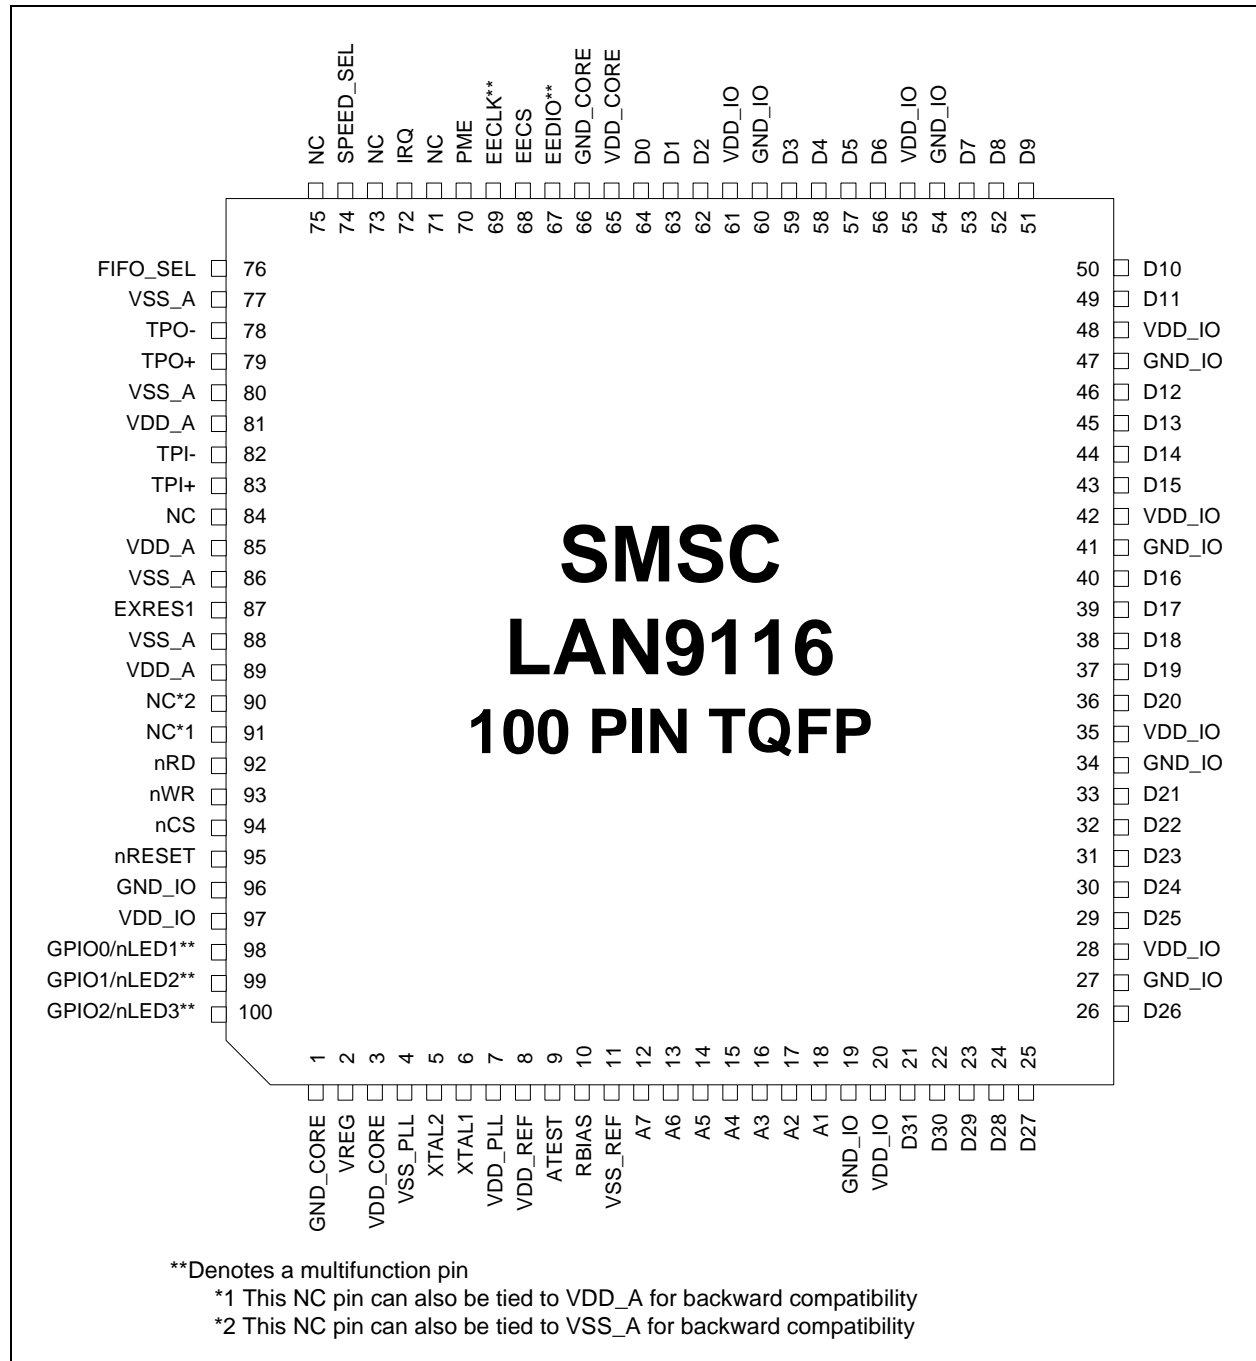 NC
SPEED_SEL
NC
IRQ
NC
PME
EECLK**
EECS
EEDIO**
GND_CORE
VDD_CORE
D0
D1
D2
VDD_IO
GND_IO
D3
D4
D5
D6
VDD_IO
GND_IO
D7
D8
D9
75
74
73
72
71
70
69
68
67
66
65
64
63
62
61
60
59
58
57
56
55
54
53
52
51
FIFO_SEL 76
VSS_A 77
TPO- 78
TPO+ 79
VSS_A 80
VDD_A 81
TPI- 82
TPI+ 83
NC 84
VDD_A 85
VSS_A 86
EXRES1 87
VSS_A 88
VDD_A 89
NC*2 90
NC*1 91
nRD 92
nWR 93
nCS 94
nRESET 95
GND_IO 96
VDD_IO 97
GPIO0/nLED1** 98
GPIO1/nLED2** 99
GPIO2/nLED3** 100
SMSC
LAN9116
100 PIN TQFP
50 D10
49 D11
48 VDD_IO
47 GND_IO
46 D12
45 D13
44 D14
43 D15
42 VDD_IO
41 GND_IO
40 D16
39 D17
38 D18
37 D19
36 D20
35 VDD_IO
34 GND_IO
33 D21
32 D22
31 D23
30 D24
29 D25
28 VDD_IO
27 GND_IO
26 D26
1
2
3
4
5
6
7
8
9
10
11
12
13
14
15
16
17
18
19
20
21
22
23
24
25
GND_CORE
VREG
VDD_CORE
VSS_PLL
XTAL2
XTAL1
VDD_PLL
VDD_REF
ATEST
RBIAS
VSS_REF
A7
A6
A5
A4
A3
A2
A1
GND_IO
VDD_IO
D31
D30
D29
D28
D27
**Denotes a multifunction pin
*1 This NC pin can also be tied to VDD_A for backward compatibility
*2 This NC pin can also be tied to VSS_A for backward compatibility